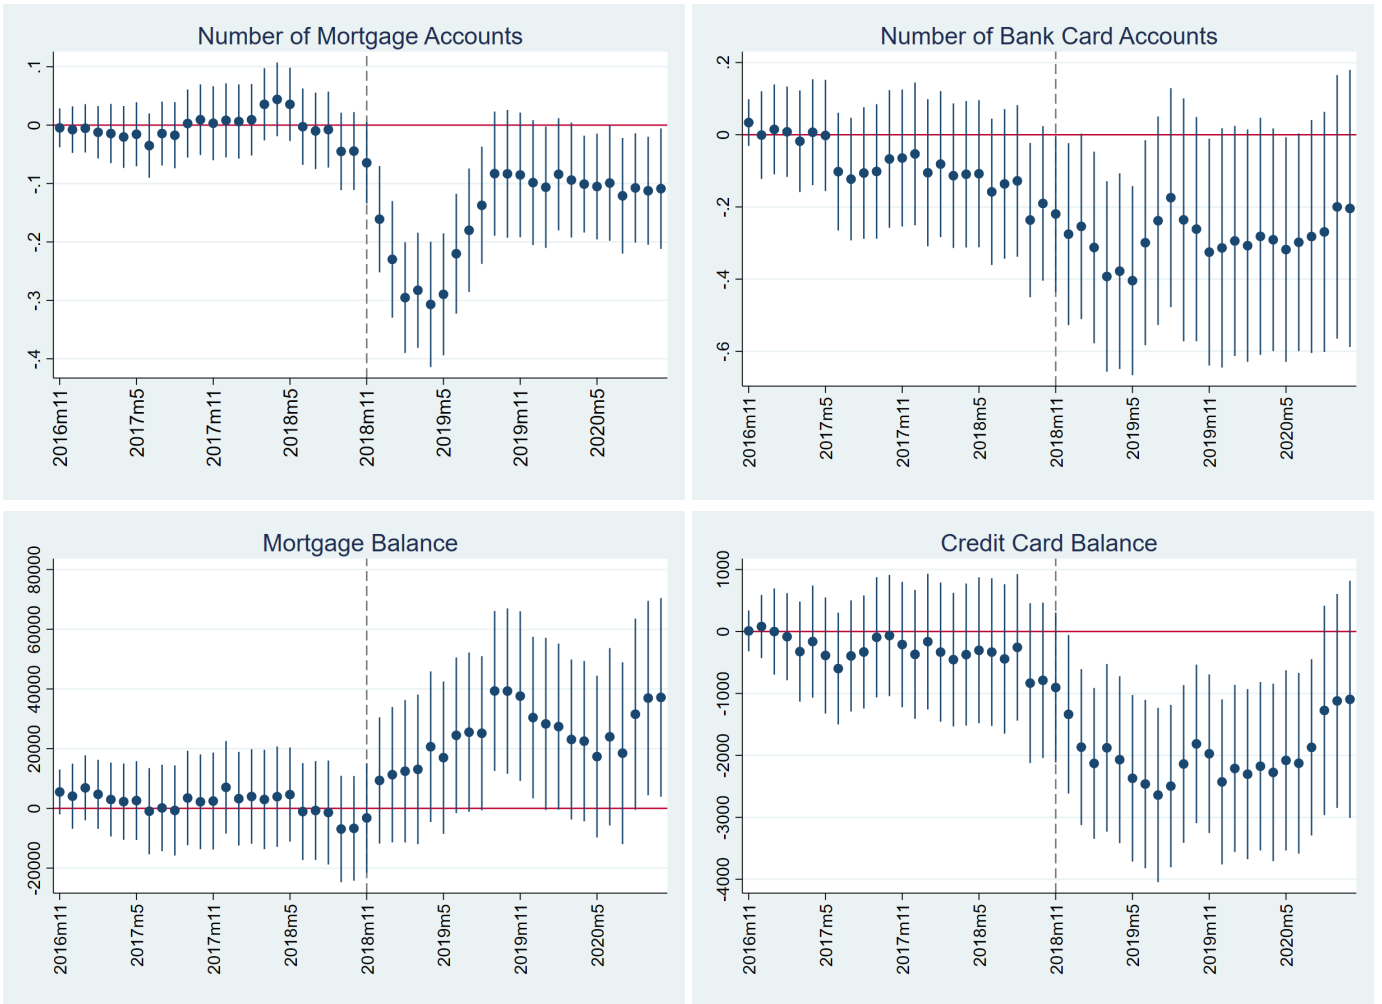 Number of Mortgage Accounts
.1
0
-.1
-.2
-.3
-.4
2016m11
2017m5
2017m11
2018m5
2018m11
2019m5
2019m11
2020m5
Number of Bank Card Accounts
.2
0
-.2
-.4
-.6
2016m11
2017m5
2017m11
2018m5
2018m11
2019m5
2019m11
2020m5
Mortgage Balance
80000
60000
40000
20000
0
-20000
2016m11
2017m5
2017m11
2018m5
2018m11
2019m5
2019m11
2020m5
Credit Card Balance
1000
0
-1000
-2000
-3000
-4000
2016m11
2017m5
2017m11
2018m5
2018m11
2019m5
2019m11
2020m5